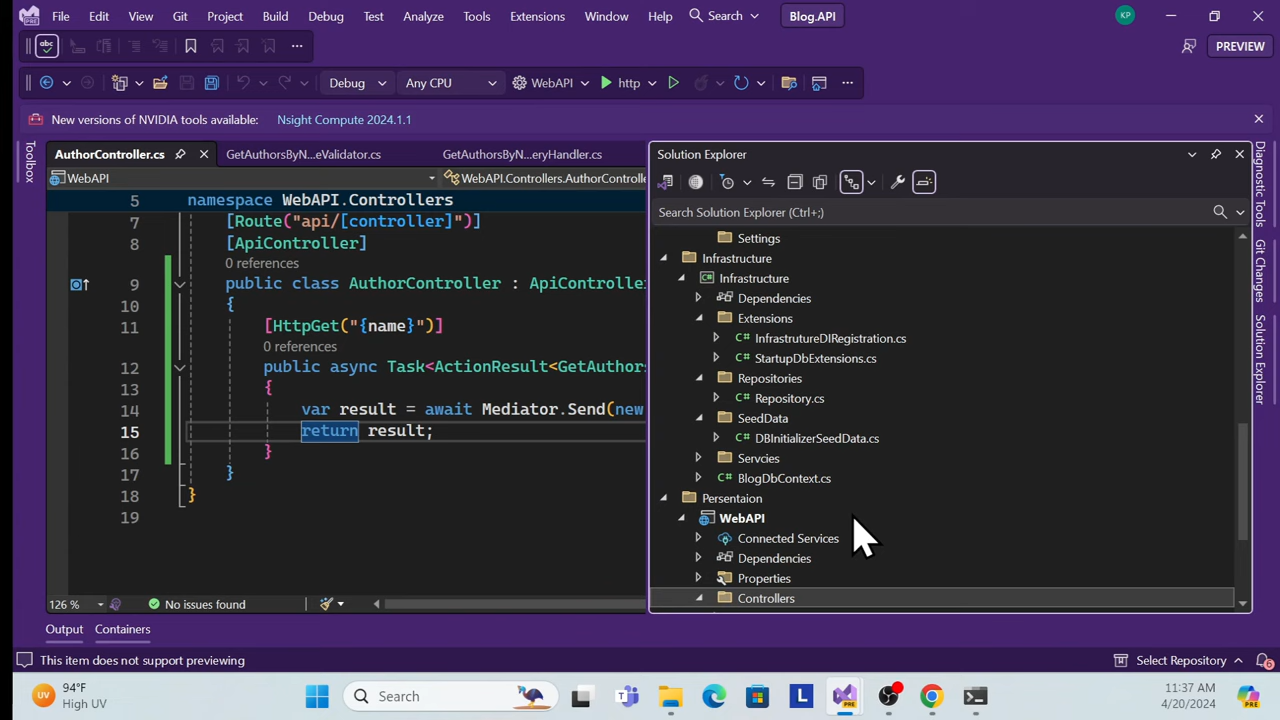 File Edit View Git Project Build Debug Test Analyze Tools Extensions Window Help Search Blog.API KP
abc PREVIEW
Debug Any CPU WebAPI http
New versions of NVIDIA tools available: Nsight Compute 2024.1.1
Toolbox
AuthorController.cs GetAuthorsByN...eValidator.cs GetAuthorsByN...eryHandler.cs
WebAPI WebAPI.Controllers.AuthorControlle
5 namespace WebAPI.Controllers
7 [Route("api/[controller]")]
8 [ApiController]
0 references
9 public class AuthorController : ApiControlle
10 {
11 [HttpGet("{name}")]
0 references
12 public async Task<ActionResult<GetAuthors
13 {
14 var result = await Mediator.Send(new
15 return result;
16 }
17 }
18 }
19
126 % No issues found
Solution Explorer
Search Solution Explorer (Ctrl+;)
Settings
Infrastructure
Infrastructure
Dependencies
Extensions
C# InfrastrutureDIRegistration.cs
C# StartupDbExtensions.cs
Repositories
C# Repository.cs
SeedData
C# DBInitializerSeedData.cs
Servcies
C# BlogDbContext.cs
Persentaion
WebAPI
Connected Services
Dependencies
Properties
Controllers
Diagnostic Tools
Git Changes
Solution Explorer
Output Containers
This item does not support previewing Select Repository 6
UV 94°F
High UV
Search
L
PRE
11:37 AM
4/20/2024
PRE